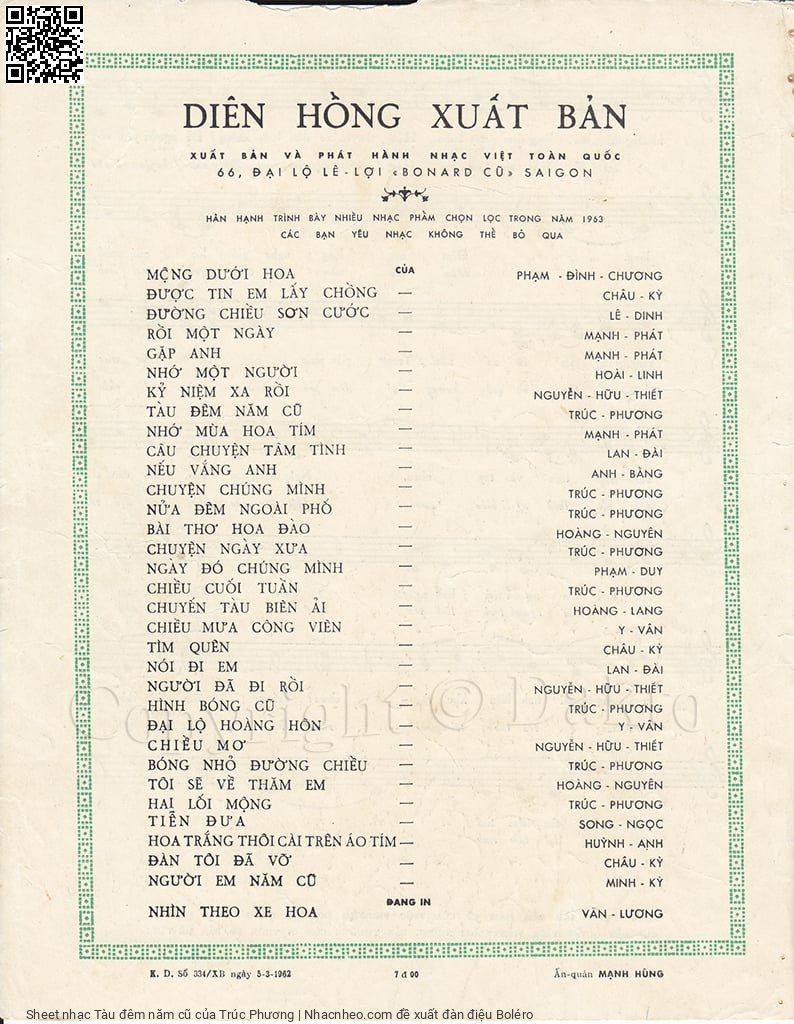 DIÊN HỒNG XUẤT BẢN
XUẤT BẢN VÀ PHÁT HÀNH NHẠC VIỆT TOÀN QUỐC
66, ĐẠI LỘ LÊ-LỢI «BONARD CŨ» SAIGON
HÂN HẠNH TRÌNH BÀY NHIỀU NHẠC PHẨM CHỌN LỌC TRONG NĂM 1963
CÁC BẠN YÊU NHẠC KHÔNG THỂ BỎ QUA
CỦA
MỘNG DƯỚI HOA PHẠM - ĐÌNH - CHƯƠNG
ĐƯỢC TIN EM LẤY CHỒNG — CHÂU - KỲ
ĐƯỜNG CHIỀU SƠN CƯỚC — LÊ - DINH
RỒI MỘT NGÀY — MẠNH - PHÁT
GẶP ANH — MẠNH - PHÁT
NHỚ MỘT NGƯỜI — HOÀI - LINH
KỶ NIỆM XA RỒI — NGUYỄN - HỮU - THIẾT
TÀU ĐÊM NĂM CŨ — TRÚC - PHƯƠNG
NHỚ MÙA HOA TÍM — MẠNH - PHÁT
CÂU CHUYỆN TÂM TÌNH — LAN - ĐÀI
NẾU VẮNG ANH — ANH - BẰNG
CHUYỆN CHÚNG MÌNH — TRÚC - PHƯƠNG
NỬA ĐÊM NGOÀI PHỐ — TRÚC - PHƯƠNG
BÀI THƠ HOA ĐÀO — HOÀNG - NGUYÊN
CHUYỆN NGÀY XƯA — TRÚC - PHƯƠNG
NGÀY ĐÓ CHÚNG MÌNH — PHẠM - DUY
CHIỀU CUỐI TUẦN — TRÚC - PHƯƠNG
CHUYẾN TÀU BIÊN ẢI — HOÀNG - LANG
CHIỀU MƯA CÔNG VIÊN — Y - VÂN
TÌM QUÊN — CHÂU - KỲ
NÓI ĐI EM — LAN - ĐÀI
NGƯỜI ĐÃ ĐI RỒI — NGUYỄN - HỮU - THIẾT
HÌNH BÓNG CŨ — TRÚC - PHƯƠNG
ĐẠI LỘ HOÀNG HÔN — Y - VÂN
CHIỀU MƠ — NGUYỄN - HỮU - THIẾT
BÓNG NHỎ ĐƯỜNG CHIỀU — TRÚC - PHƯƠNG
TÔI SẼ VỀ THĂM EM — HOÀNG - NGUYÊN
HAI LỐI MỘNG — TRÚC - PHƯƠNG
TIỄN ĐƯA — SONG - NGỌC
HOA TRẮNG THÔI CÀI TRÊN ÁO TÍM — HUỲNH - ANH
ĐÀN TÔI ĐÃ VỠ — CHÂU - KỲ
NGƯỜI EM NĂM CŨ — MINH - KỲ
ĐANG IN
NHÌN THEO XE HOA VĂN - LƯƠNG
K. D. Số 334/XB ngày 5-3-1962 7 đ 00 Ấn-quán MẠNH HÙNG
Sheet nhạc Tàu đêm năm cũ của Trúc Phương | Nhacnheo.com đề xuất đàn điệu Boléro